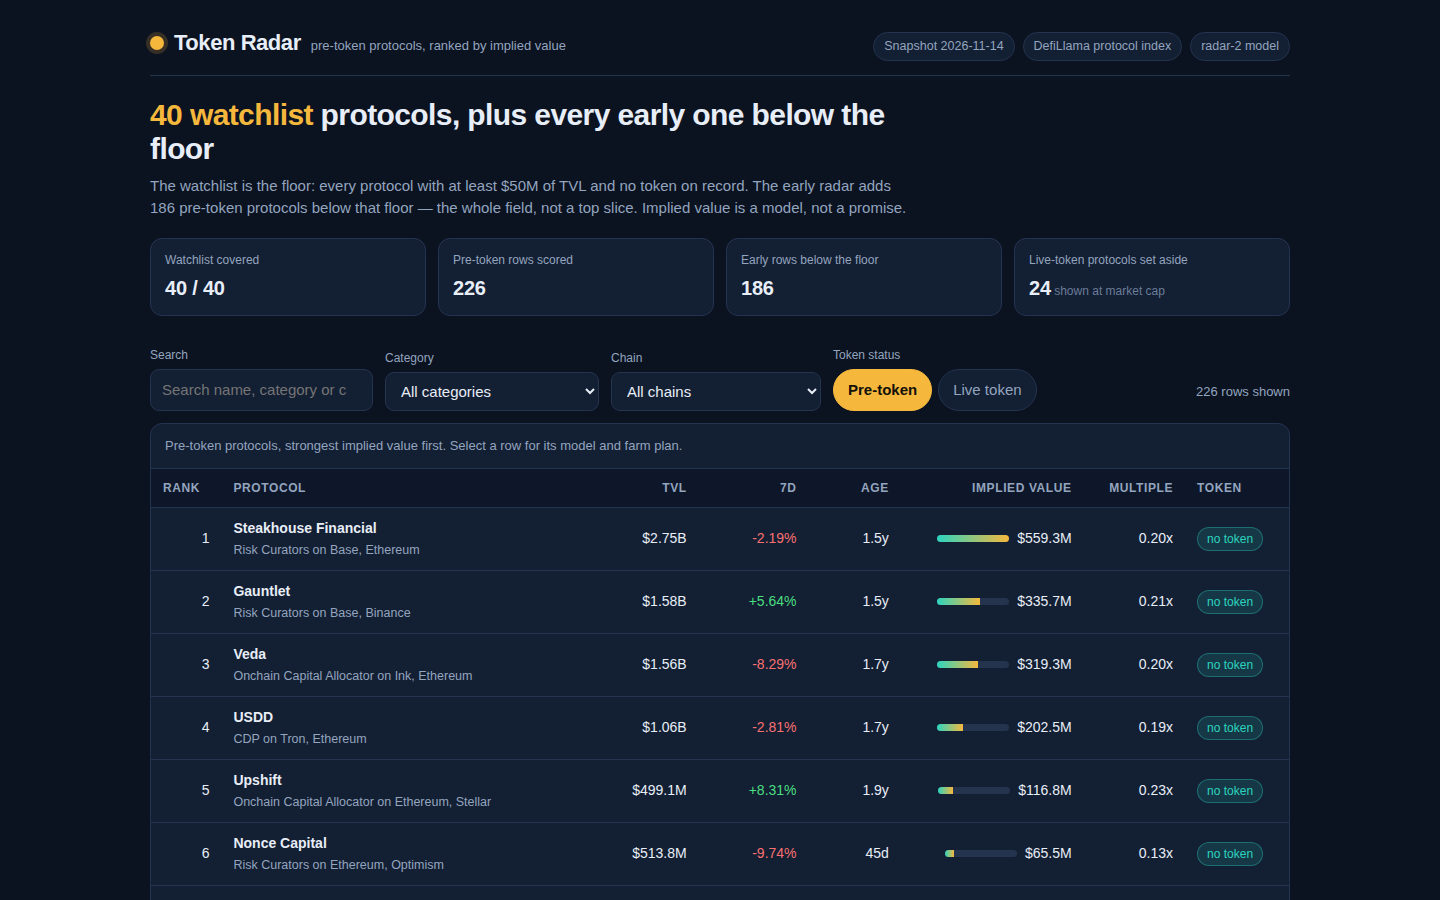 Token Radar pre-token protocols, ranked by implied value
Snapshot 2026-11-14
DefiLlama protocol index
radar-2 model
40 watchlist protocols, plus every early one below the
floor
The watchlist is the floor: every protocol with at least $50M of TVL and no token on record. The early radar adds
186 pre-token protocols below that floor — the whole field, not a top slice. Implied value is a model, not a promise.
Watchlist covered
40 / 40
Pre-token rows scored
226
Early rows below the floor
186
Live-token protocols set aside
24 shown at market cap
Search
Search name, category or c
Category
All categories
Chain
All chains
Token status
Pre-token
Live token
226 rows shown
Pre-token protocols, strongest implied value first. Select a row for its model and farm plan.
RANK PROTOCOL TVL 7D AGE IMPLIED VALUE MULTIPLE TOKEN
1 Steakhouse Financial $2.75B -2.19% 1.5y $559.3M 0.20x no token
Risk Curators on Base, Ethereum
2 Gauntlet $1.58B +5.64% 1.5y $335.7M 0.21x no token
Risk Curators on Base, Binance
3 Veda $1.56B -8.29% 1.7y $319.3M 0.20x no token
Onchain Capital Allocator on Ink, Ethereum
4 USDD $1.06B -2.81% 1.7y $202.5M 0.19x no token
CDP on Tron, Ethereum
5 Upshift $499.1M +8.31% 1.9y $116.8M 0.23x no token
Onchain Capital Allocator on Ethereum, Stellar
6 Nonce Capital $513.8M -9.74% 45d $65.5M 0.13x no token
Risk Curators on Ethereum, Optimism